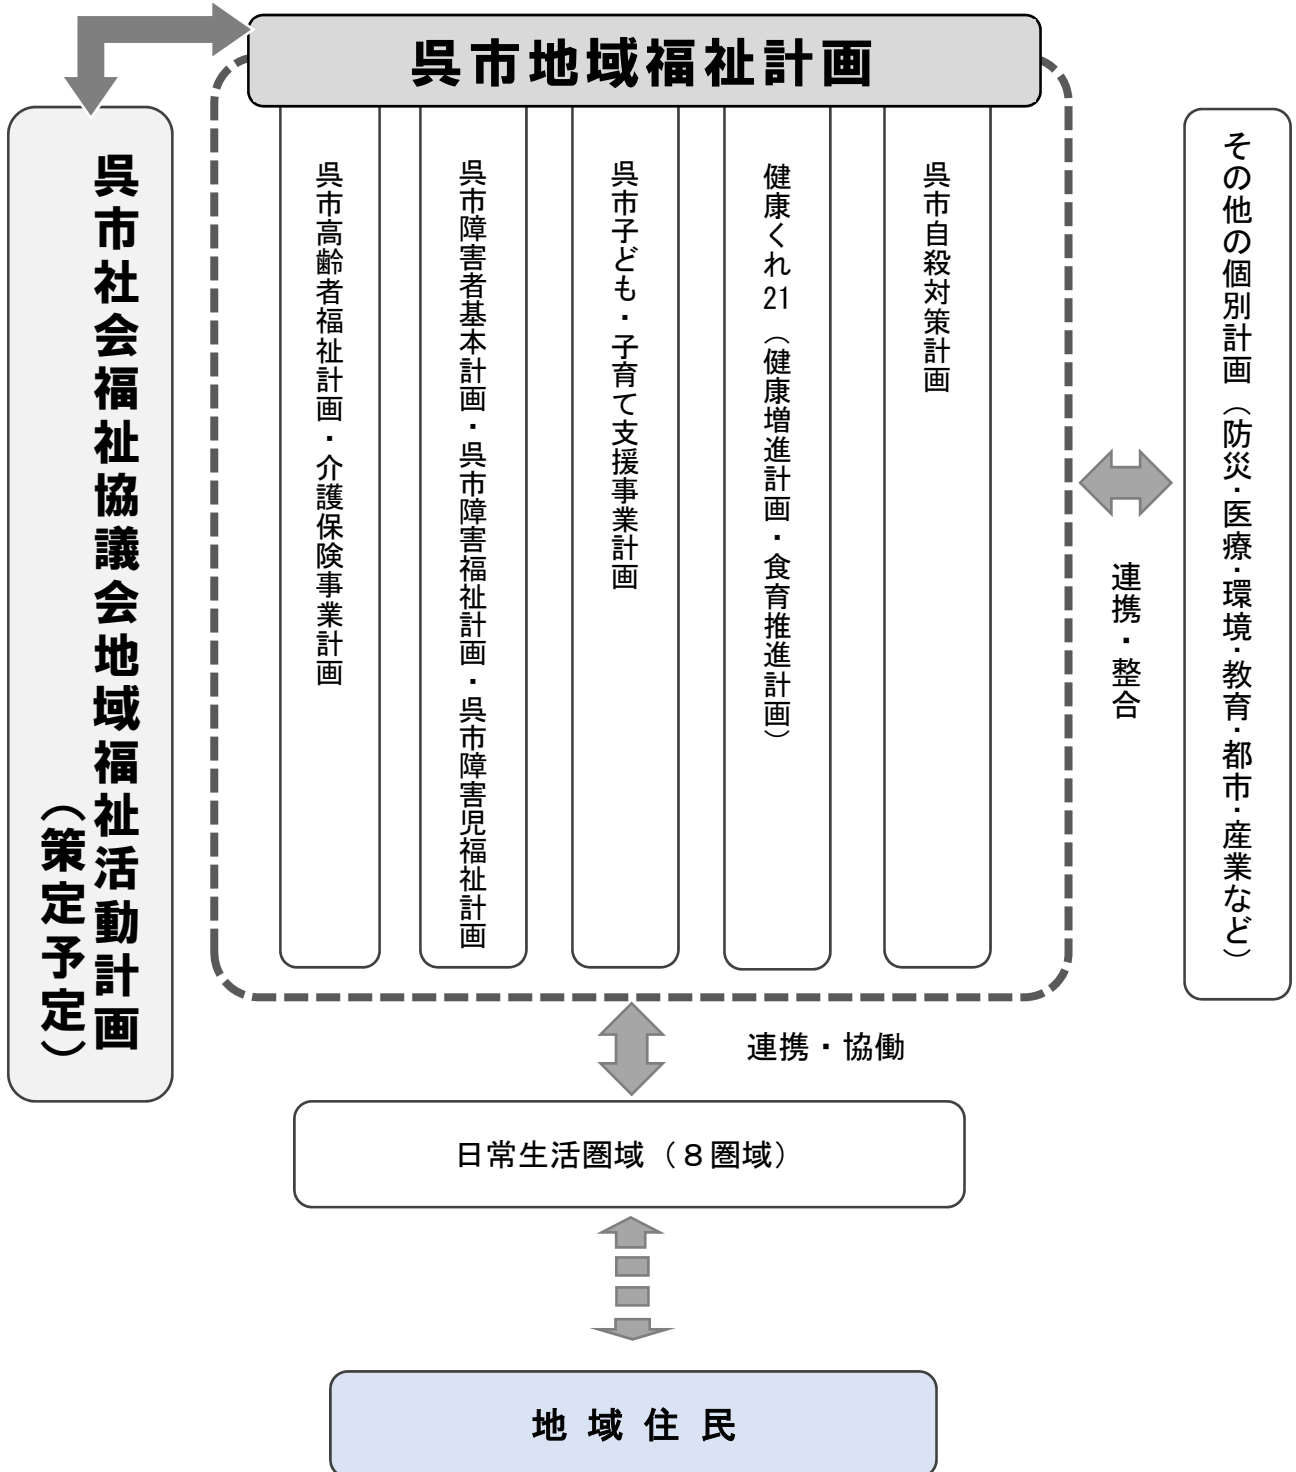 呉市地域福祉計画
呉市社会福祉協議会地域福祉活動計画
（策定予定）
呉市高齢者福祉計画・介護保険事業計画
呉市障害者基本計画・呉市障害福祉計画・呉市障害児福祉計画
呉市子ども・子育て支援事業計画
健康くれ21（健康増進計画・食育推進計画）
呉市自殺対策計画
その他の個別計画（防災・医療・環境・教育・都市・産業など）
連携・整合
連携・協働
日常生活圏域（８圏域）
地域住民